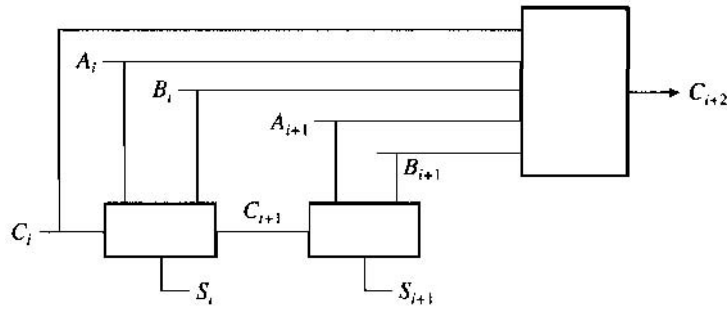 A_i
B_i
C_{i+2}
A_{i+1}
B_{i+1}
C_i
C_{i+1}
S_i
S_{i+1}